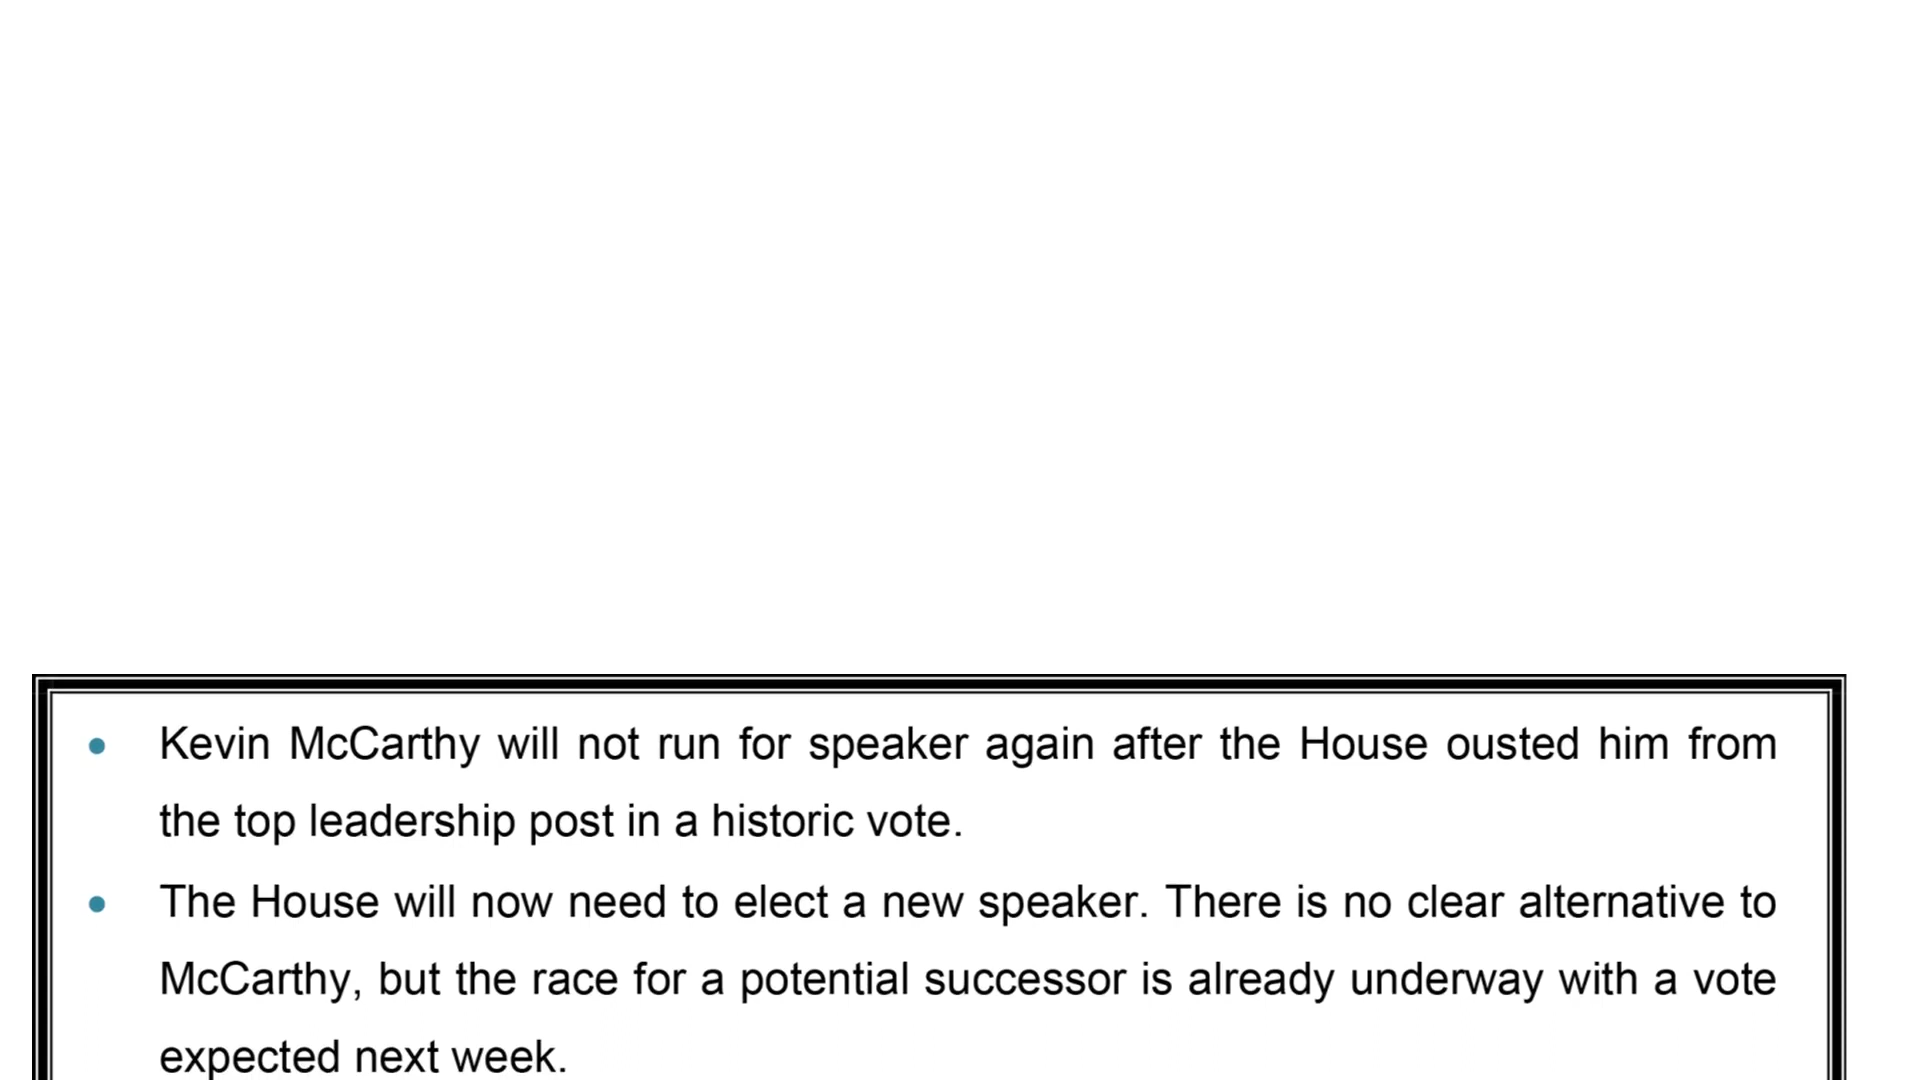 • Kevin McCarthy will not run for speaker again after the House ousted him from
the top leadership post in a historic vote.
• The House will now need to elect a new speaker. There is no clear alternative to
McCarthy, but the race for a potential successor is already underway with a vote
expected next week.